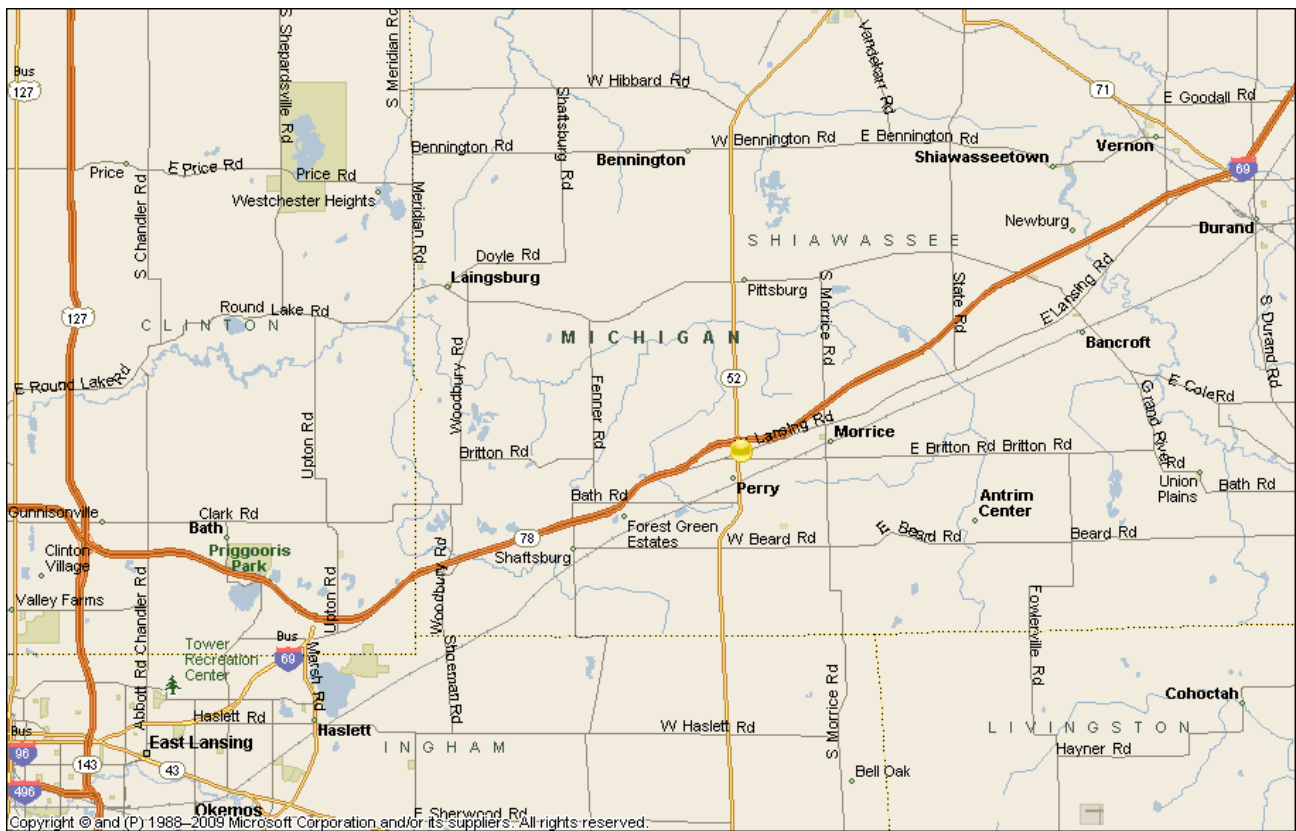 S Shepardsville Rd
S Meridian Rd
Vandekarr Rd
W Hibbard Rd
Bus
127
Shaftsburg Rd
71
E Goodall Rd
Bennington Rd
W Bennington Rd
E Bennington Rd
Bennington
Shiawasseetown
Vernon
Price
E Price Rd
Price Rd
69
S Chandler Rd
Westchester Heights
Meridian Rd
Newburg
Durand
SHIAWASSEE
Doyle Rd
Laingsburg
Pittsburg
S Morrice Rd
State Rd
E Lansing Rd
S Durand Rd
Round Lake Rd
127
CLINTON
MICHIGAN
Bancroft
E Round Lake Rd
Woodbury Rd
Fenner Rd
52
E Cole Rd
Grand River
Rd
Upton Rd
Lansing Rd
Morrice
Britton Rd
E Britton Rd
Britton Rd
Bath Rd
Perry
Union
Plains
Bath Rd
Gunnisonville
Clark Rd
Bath
Antrim
Center
Forest Green
Estates
78
Shaftsburg
W Beard Rd
E Beard Rd
Beard Rd
Clinton
Village
Priggooris
Park
Woodbury Rd
Valley Farms
Abbott Rd
Chandler Rd
Upton Rd
Fowlerville Rd
Tower
Recreation
Center
Bus
69
Marsh Rd
Shoeman Rd
S Morrice Rd
Cohoctah
Haslett Rd
Haslett
W Haslett Rd
LIVINGSTON
Bus
96
East Lansing
INGHAM
Hayner Rd
143
43
Bell Oak
496
Okemos
E Sherwood Rd
Copyright © and (P) 1988–2009 Microsoft Corporation and/or its suppliers. All rights reserved.